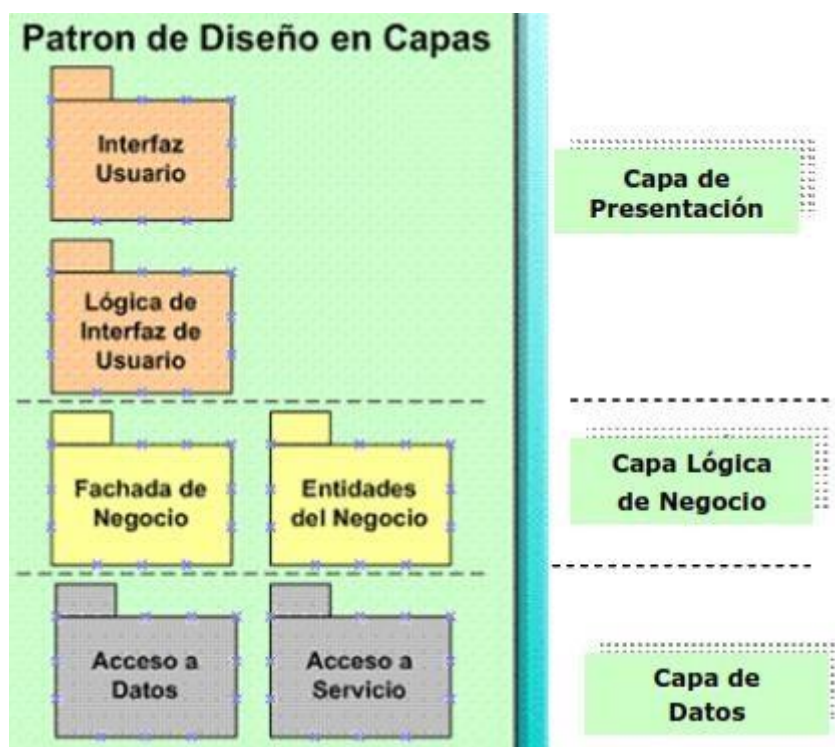 Patron de Diseño en Capas
Interfaz
Usuario
Capa de
Presentación
Lógica de
Interfaz de
Usuario
Fachada de
Negocio
Entidades
del Negocio
Capa Lógica
de Negocio
Acceso a
Datos
Acceso a
Servicio
Capa de
Datos